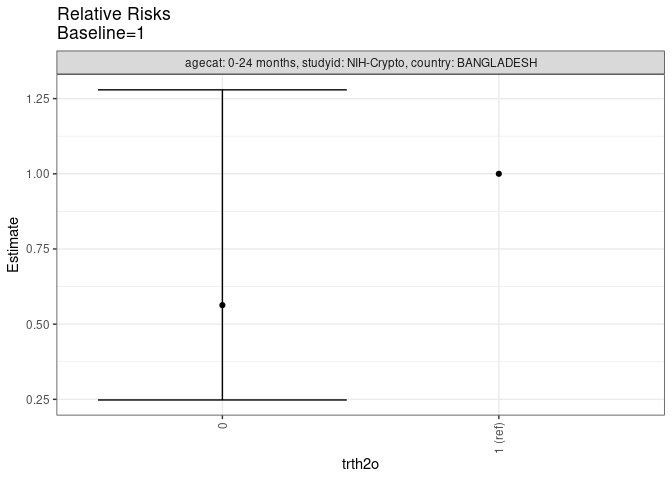 Relative Risks
Baseline=1
agecat: 0-24 months, studyid: NIH-Crypto, country: BANGLADESH
1.25
1.00
0.75
0.50
0.25
Estimate
0
1 (ref)
trth2o